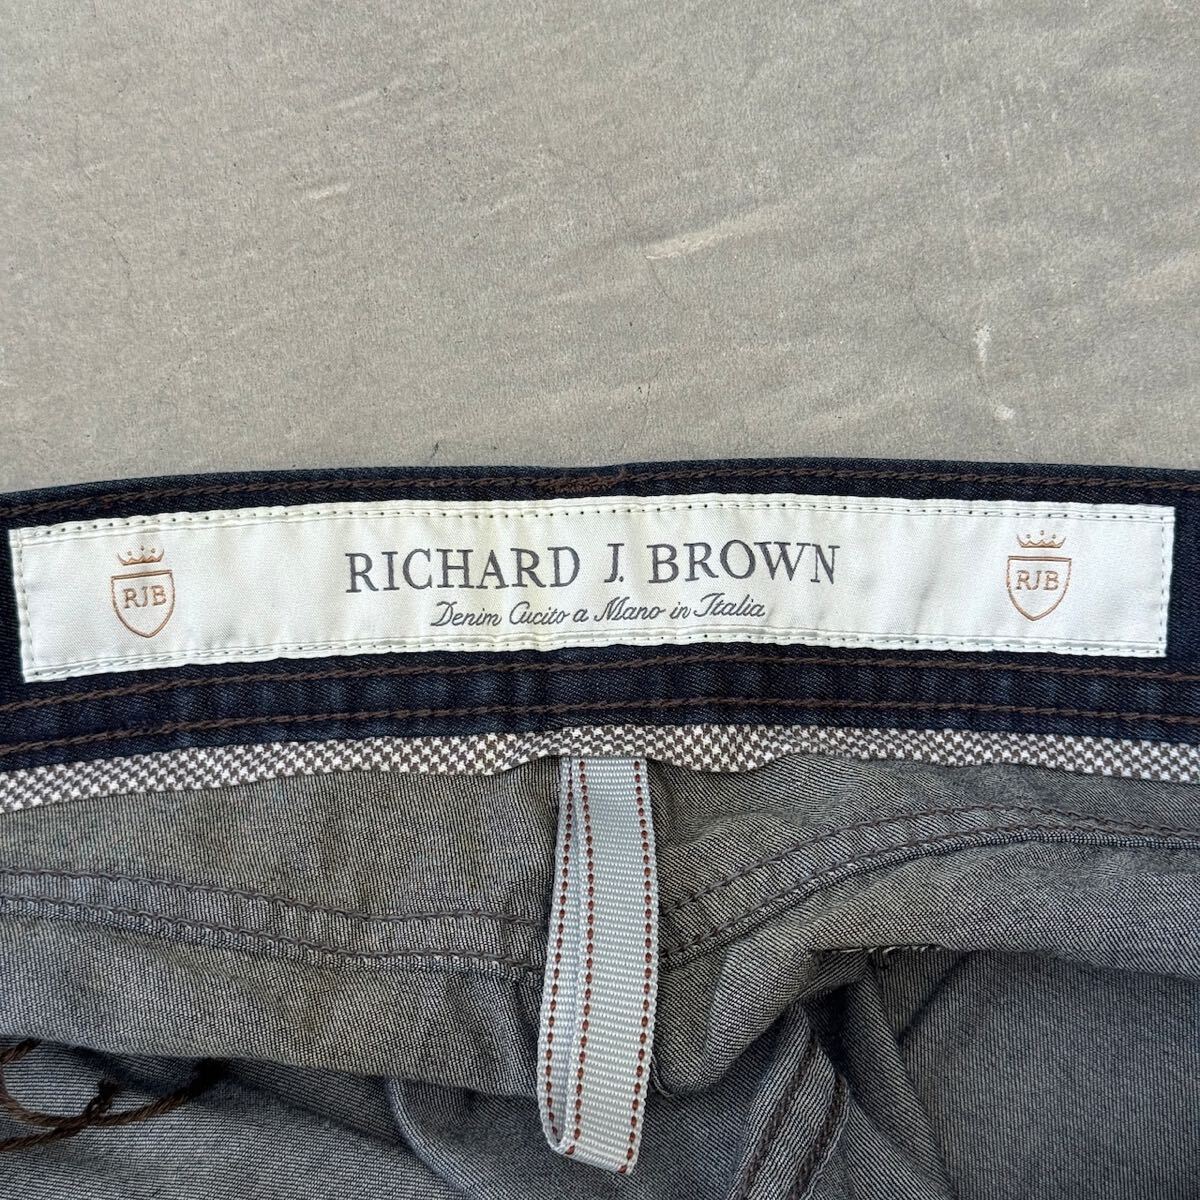 RJB
RICHARD J. BROWN
Denim Cucito a Mano in Italia
RJB